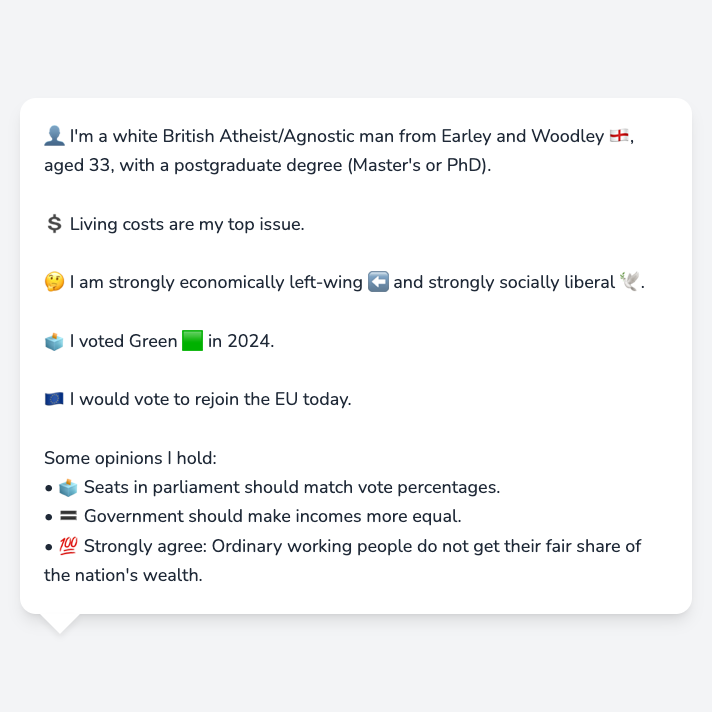 👤 I'm a white British Atheist/Agnostic man from Earley and Woodley 🏴󠁧󠁢󠁥󠁮󠁧󠁿,
aged 33, with a postgraduate degree (Master's or PhD).
💲 Living costs are my top issue.
🤔 I am strongly economically left-wing ⬅️ and strongly socially liberal 🕊️.
🗳️ I voted Green 🟩 in 2024.
🇪🇺 I would vote to rejoin the EU today.
Some opinions I hold:
• 🗳️ Seats in parliament should match vote percentages.
• 🟰 Government should make incomes more equal.
• 💯 Strongly agree: Ordinary working people do not get their fair share of
the nation's wealth.